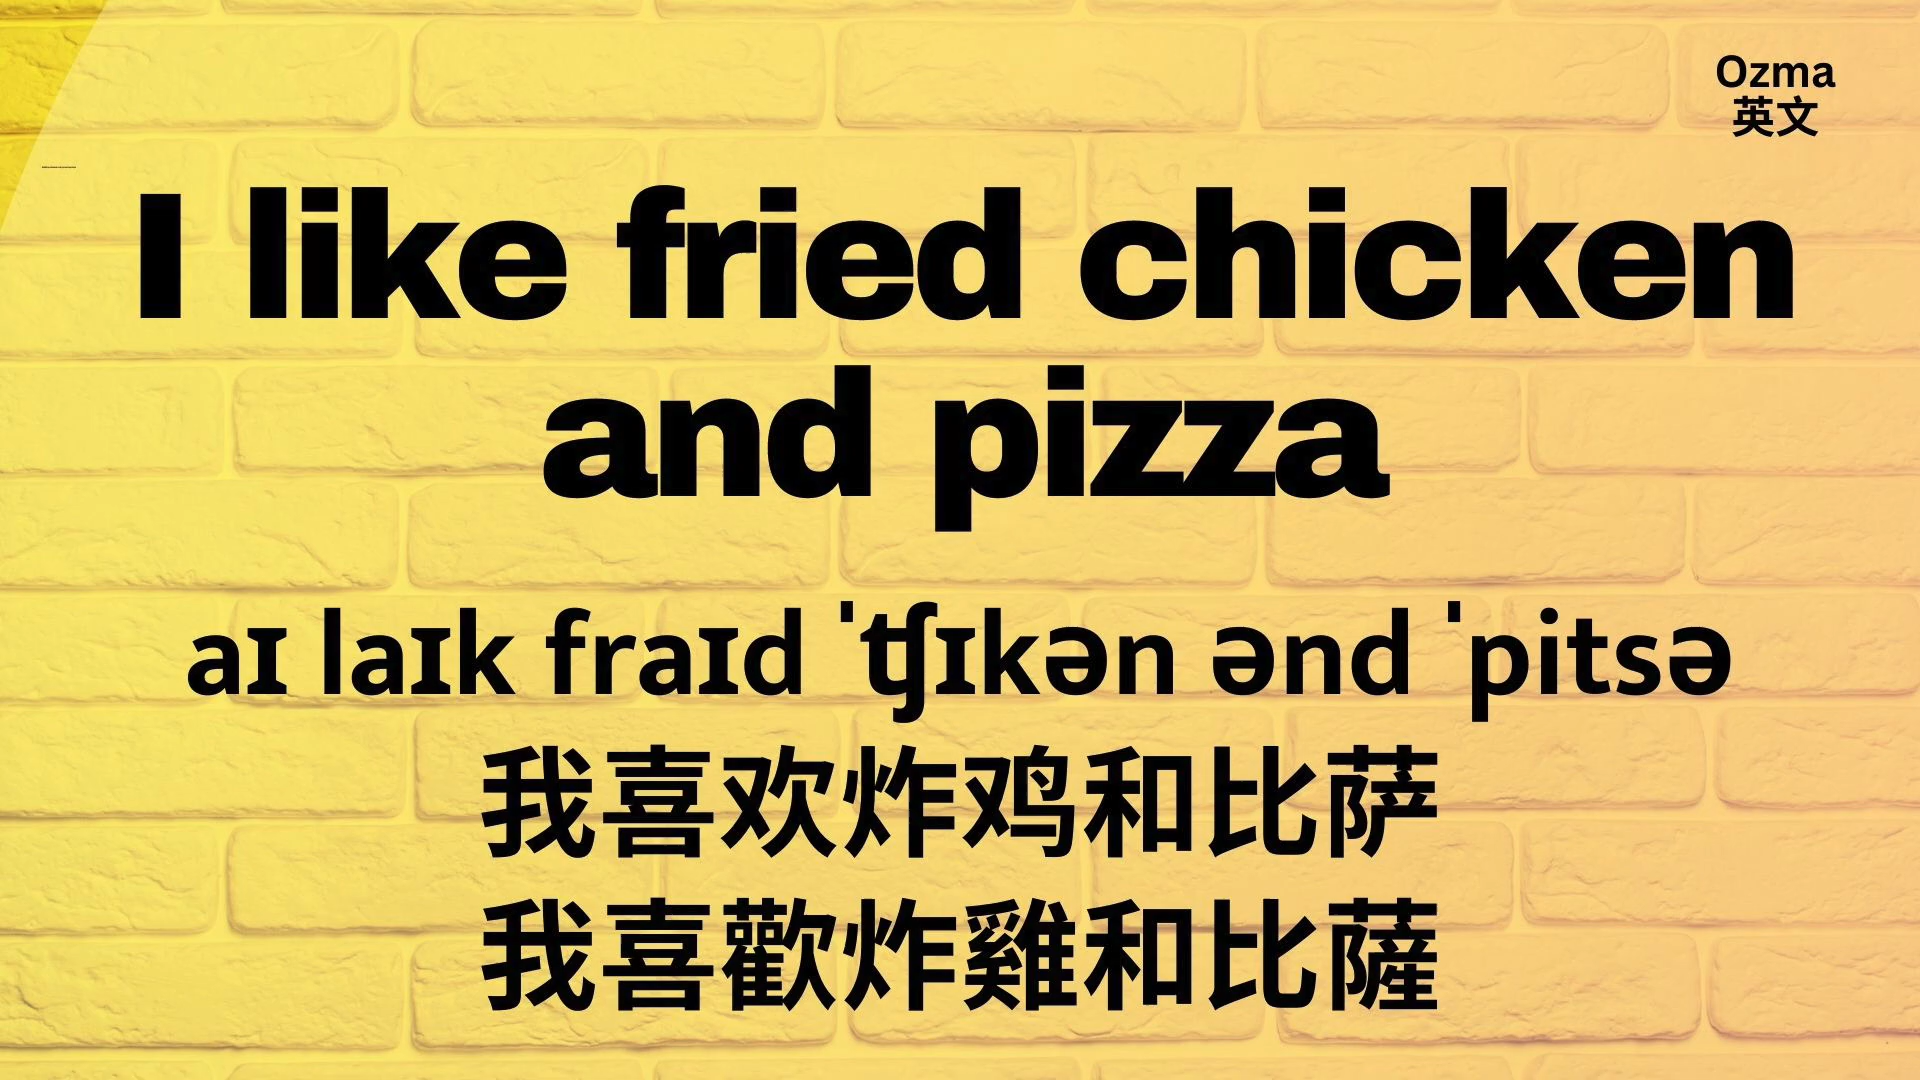 Ozma
英文
I like fried chicken
and pizza
aɪ laɪk fraɪd ˈʧɪkən ənd ˈpitsə
我喜欢炸鸡和比萨
我喜歡炸雞和比薩